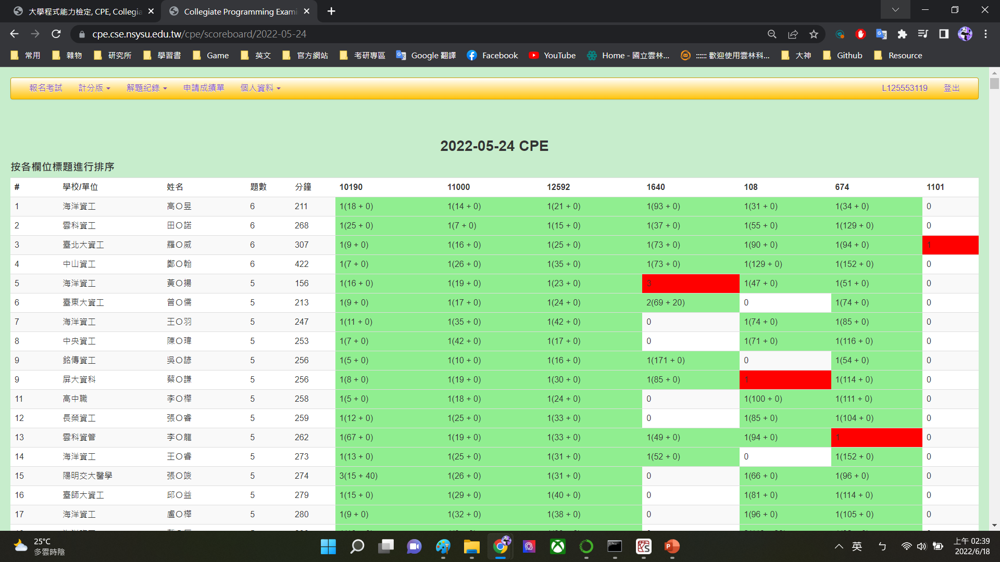 大學程式能力檢定, CPE, Collegia
Collegiate Programming Exami
cpe.cse.nsysu.edu.tw/cpe/scoreboard/2022-05-24
常用 雜物 研究所 學習書 Game 英文 官方網站 考研專區 Google 翻譯 Facebook YouTube Home - 國立雲林... :::::: 歡迎使用雲林科... 大神 Github Resource
報名考試 計分版 解題紀錄 申請成績單 個人資料 L125553119 登出
2022-05-24 CPE
按各欄位標題進行排序
# 學校/單位 姓名 題數 分鐘 10190 11000 12592 1640 108 674 1101
1 海洋資工 高○昱 6 211 1(18 + 0) 1(14 + 0) 1(21 + 0) 1(93 + 0) 1(31 + 0) 1(34 + 0) 0
2 雲科資工 田○諾 6 268 1(25 + 0) 1(7 + 0) 1(15 + 0) 1(37 + 0) 1(55 + 0) 1(129 + 0) 0
3 臺北大資工 羅○威 6 307 1(9 + 0) 1(16 + 0) 1(25 + 0) 1(73 + 0) 1(90 + 0) 1(94 + 0) 1
4 中山資工 鄭○翰 6 422 1(7 + 0) 1(26 + 0) 1(35 + 0) 1(73 + 0) 1(129 + 0) 1(152 + 0) 0
5 海洋資工 黃○揚 5 156 1(16 + 0) 1(19 + 0) 1(23 + 0) 3 1(47 + 0) 1(51 + 0) 0
6 臺東大資工 曾○儒 5 213 1(9 + 0) 1(17 + 0) 1(24 + 0) 2(69 + 20) 0 1(74 + 0) 0
7 海洋資工 王○羽 5 247 1(11 + 0) 1(35 + 0) 1(42 + 0) 0 1(74 + 0) 1(85 + 0) 0
8 中央資工 陳○瑋 5 253 1(7 + 0) 1(42 + 0) 1(17 + 0) 0 1(71 + 0) 1(116 + 0) 0
9 銘傳資工 吳○諺 5 256 1(5 + 0) 1(10 + 0) 1(16 + 0) 1(171 + 0) 0 1(54 + 0) 0
9 屏大資科 蔡○謙 5 256 1(8 + 0) 1(19 + 0) 1(30 + 0) 1(85 + 0) 1 1(114 + 0) 0
11 高中職 李○樺 5 258 1(5 + 0) 1(18 + 0) 1(24 + 0) 0 1(100 + 0) 1(111 + 0) 0
12 長榮資工 張○睿 5 259 1(12 + 0) 1(25 + 0) 1(33 + 0) 0 1(85 + 0) 1(104 + 0) 0
13 雲科資管 李○龍 5 262 1(67 + 0) 1(19 + 0) 1(33 + 0) 1(49 + 0) 1(94 + 0) 1 0
14 海洋資工 王○睿 5 273 1(13 + 0) 1(25 + 0) 1(31 + 0) 1(52 + 0) 0 1(152 + 0) 0
15 陽明交大醫學 張○竣 5 274 3(15 + 40) 1(26 + 0) 1(31 + 0) 0 1(66 + 0) 1(96 + 0) 0
16 臺師大資工 邱○益 5 279 1(15 + 0) 1(29 + 0) 1(40 + 0) 0 1(81 + 0) 1(114 + 0) 0
17 海洋資工 盧○樺 5 280 1(9 + 0) 1(32 + 0) 1(38 + 0) 0 1(96 + 0) 1(105 + 0) 0
25°C
多雲時陰
英 ㄅ
上午 02:39
2022/6/18